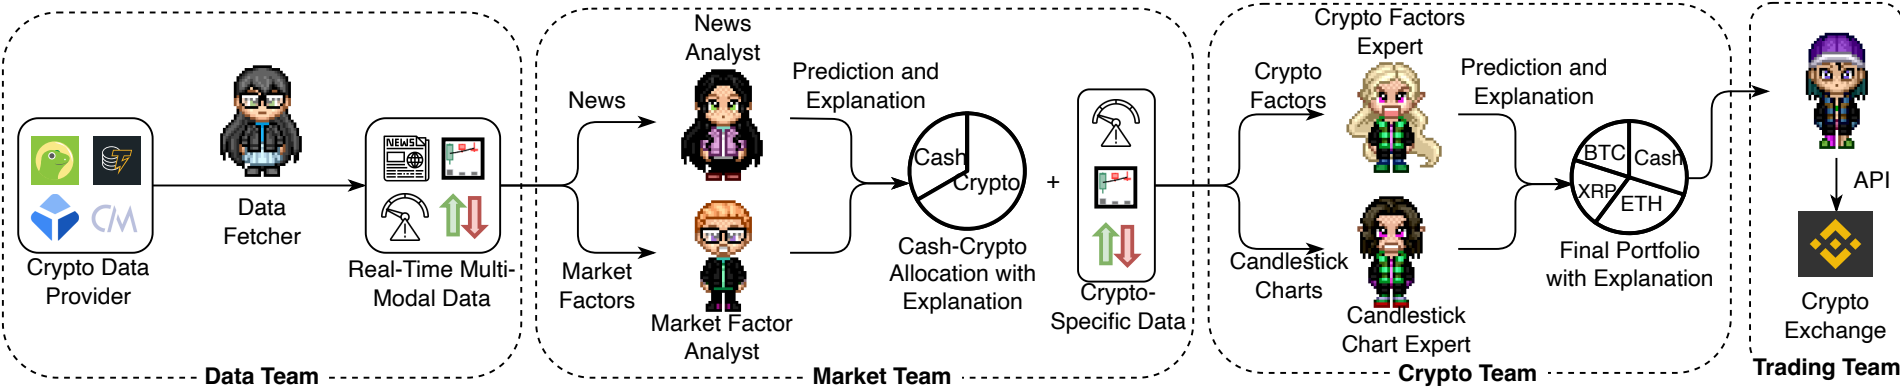 Crypto Data
Provider
Data
Fetcher
NEWS
Real-Time Multi-
Modal Data
CM
Data Team
News
Market
Factors
News
Analyst
Market Factor
Analyst
Prediction and
Explanation
Cash
Crypto
Cash-Crypto
Allocation with
Explanation
+
Crypto-
Specific Data
Market Team
Crypto
Factors
Candlestick
Charts
Crypto Factors
Expert
Candlestick
Chart Expert
Prediction and
Explanation
BTC
Cash
XRP
ETH
Final Portfolio
with Explanation
Crypto Team
API
Crypto
Exchange
Trading Team